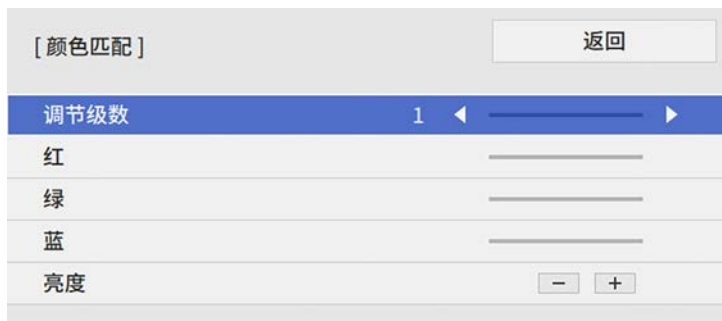 [ 颜色匹配 ]
返回
调节级数 1
红
绿
蓝
亮度 − +